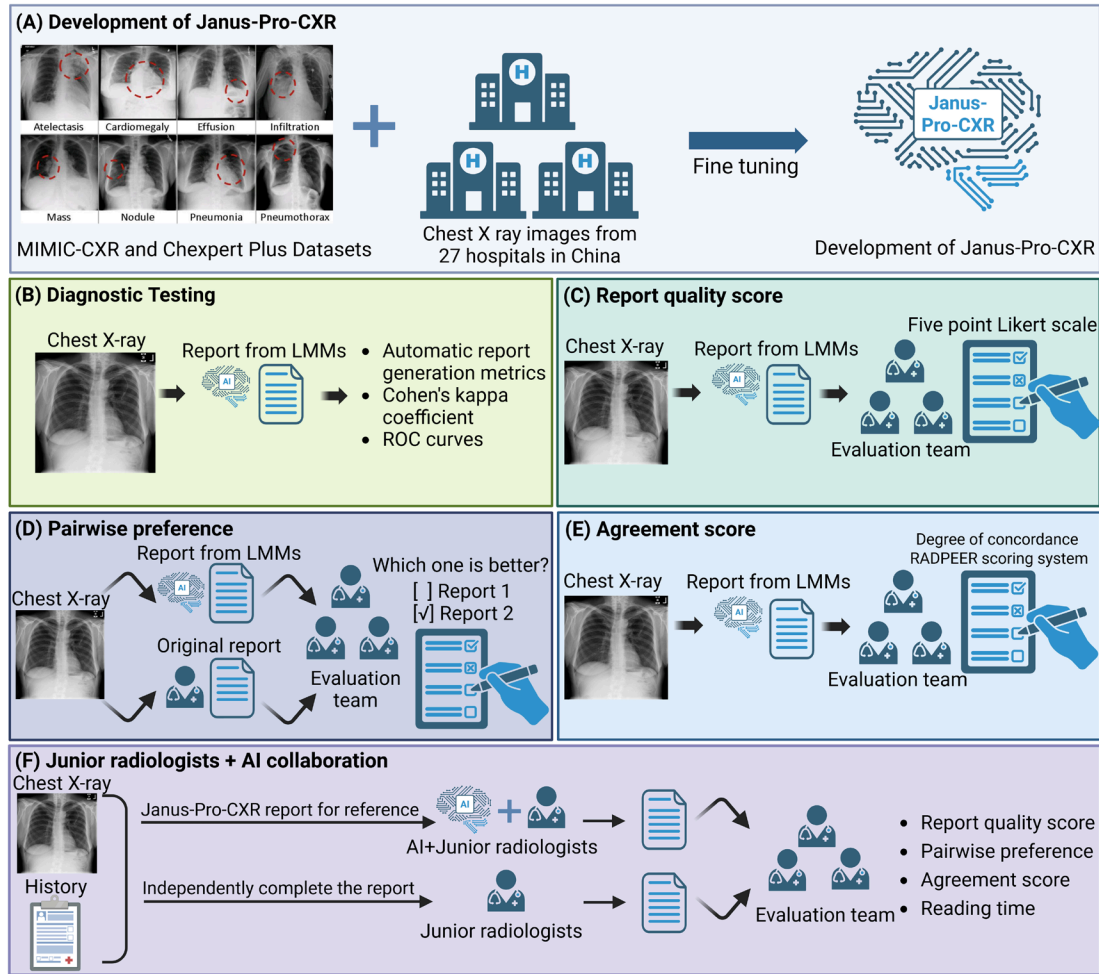 (A) Development of Janus-Pro-CXR
Atelectasis
Cardiomegaly
Effusion
Infiltration
Mass
Nodule
Pneumonia
Pneumothorax
MIMIC-CXR and Chexpert Plus Datasets
+
H
H
H
Chest X ray images from
27 hospitals in China
Fine tuning
Janus-
Pro-CXR
Development of Janus-Pro-CXR
(B) Diagnostic Testing
Chest X-ray
Report from LMMs
AI
• Automatic report
generation metrics
• Cohen's kappa
coefficient
• ROC curves
(C) Report quality score
Chest X-ray
Report from LMMs
AI
Evaluation team
Five point Likert scale
(D) Pairwise preference
Chest X-ray
Report from LMMs
AI
Original report
Evaluation
team
Which one is better?
[ ] Report 1
[√] Report 2
(E) Agreement score
Chest X-ray
Report from LMMs
AI
Evaluation team
Degree of concordance
RADPEER scoring system
(F) Junior radiologists + AI collaboration
Chest X-ray
History
Janus-Pro-CXR report for reference
AI
+
AI+Junior radiologists
Independently complete the report
Junior radiologists
Evaluation team
• Report quality score
• Pairwise preference
• Agreement score
• Reading time